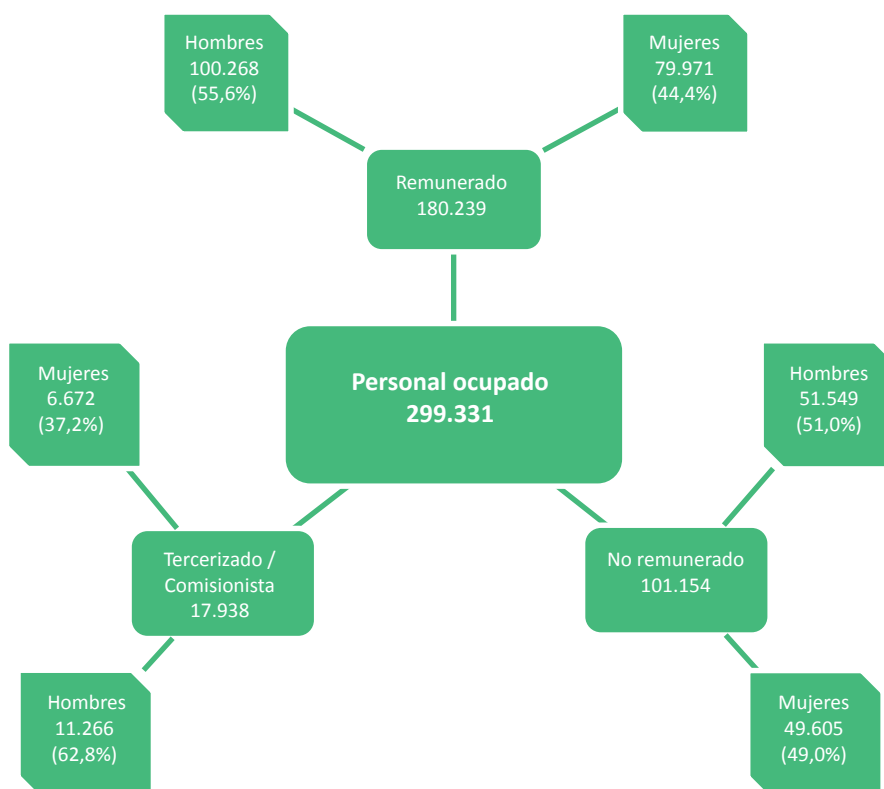 Hombres
100.268
(55,6%)
Mujeres
79.971
(44,4%)
Remunerado
180.239
Personal ocupado
299.331
Mujeres
6.672
(37,2%)
Hombres
51.549
(51,0%)
Tercerizado /
Comisionista
17.938
No remunerado
101.154
Hombres
11.266
(62,8%)
Mujeres
49.605
(49,0%)